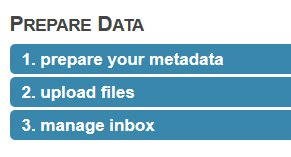 PREPARE DATA
1. prepare your metadata
2. upload files
3. manage inbox